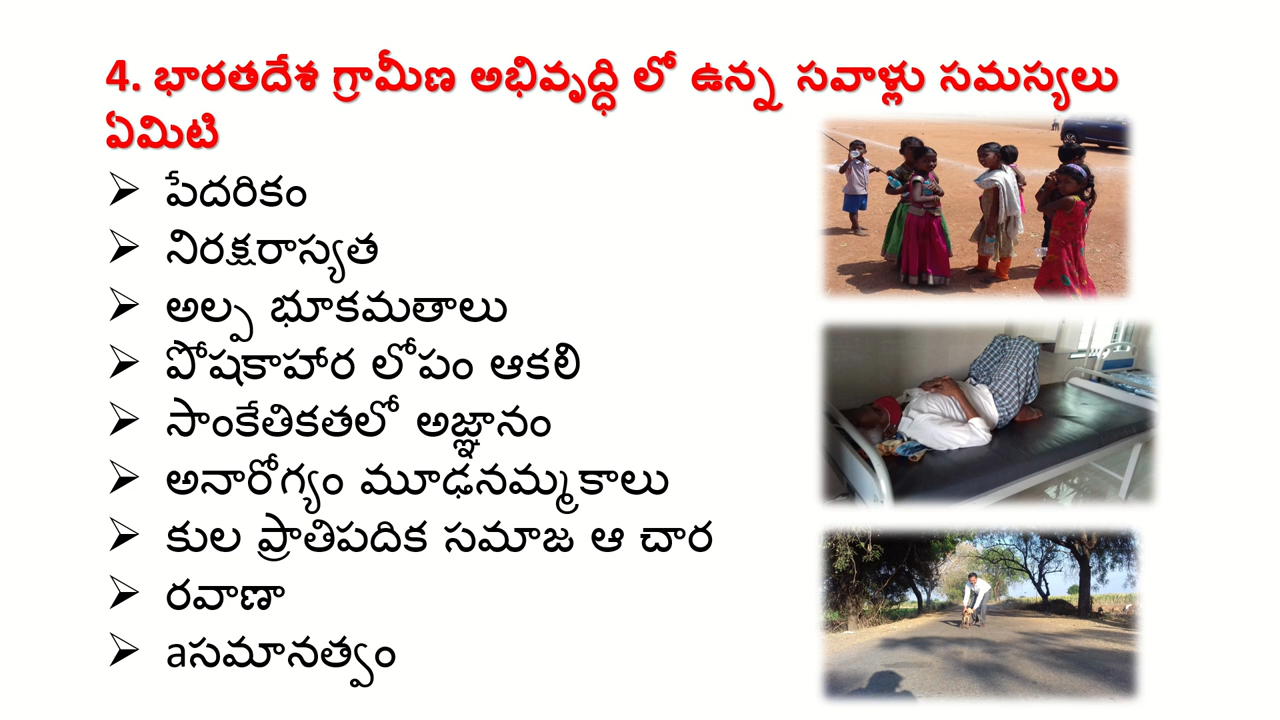 4. భారతదేశ గ్రామీణ అభివృద్ధి లో ఉన్న సవాళ్లు సమస్యలు
ఏమిటి
➢ పేదరికం
➢ నిరక్షరాస్యత
➢ అల్ప భూకమతాలు
➢ పోషకాహార లోపం ఆకలి
➢ సాంకేతికతలో అజ్ఞానం
➢ అనారోగ్యం మూఢనమ్మకాలు
➢ కుల ప్రాతిపదిక సమాజ ఆ చార
➢ రవాణా
➢ aసమానత్వం